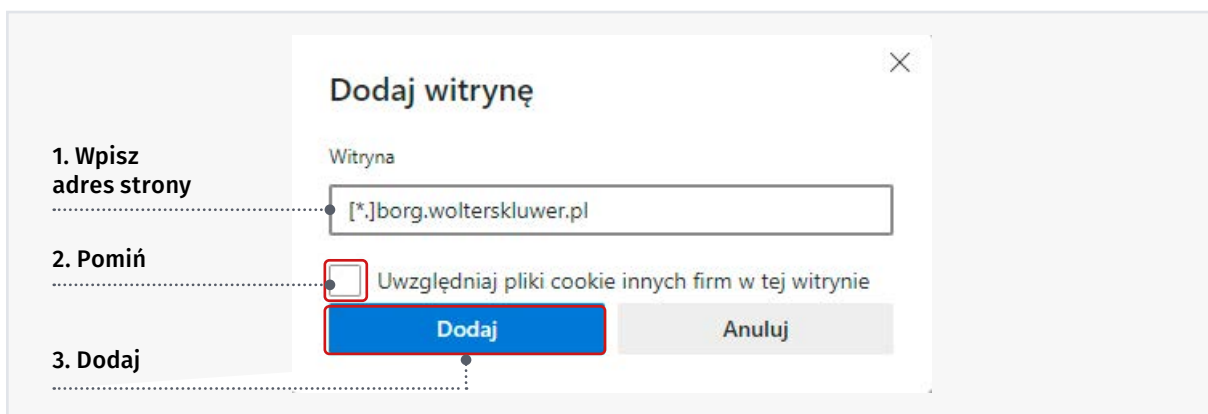 Dodaj witrynę
1. Wpisz
adres strony
Witryna
[*.]borg.wolterskluwer.pl
2. Pomiń
Uwzględniaj pliki cookie innych firm w tej witrynie
Dodaj
Anuluj
3. Dodaj